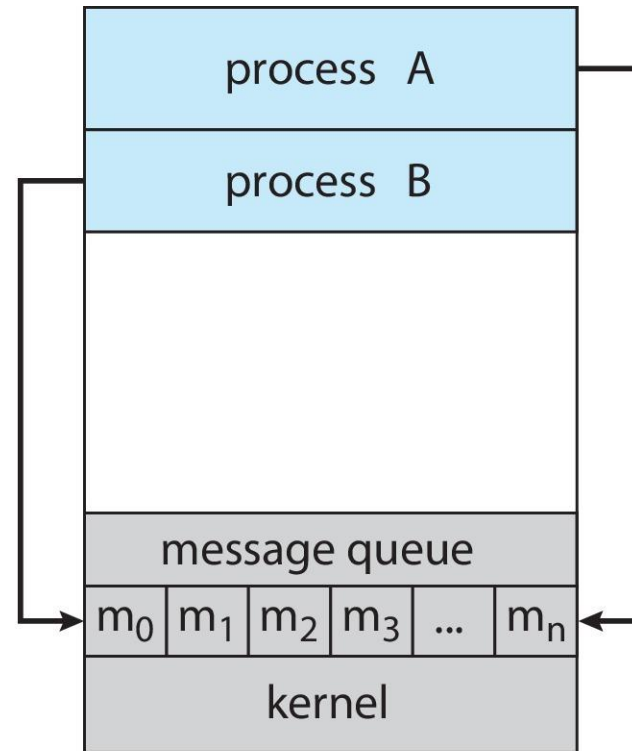 process A
process B
message queue
m₀ m₁ m₂ m₃ ... mₙ
kernel